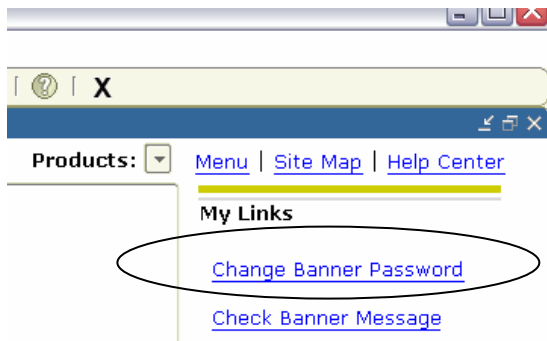 ? | X
Products: Menu | Site Map | Help Center
My Links
Change Banner Password
Check Banner Message